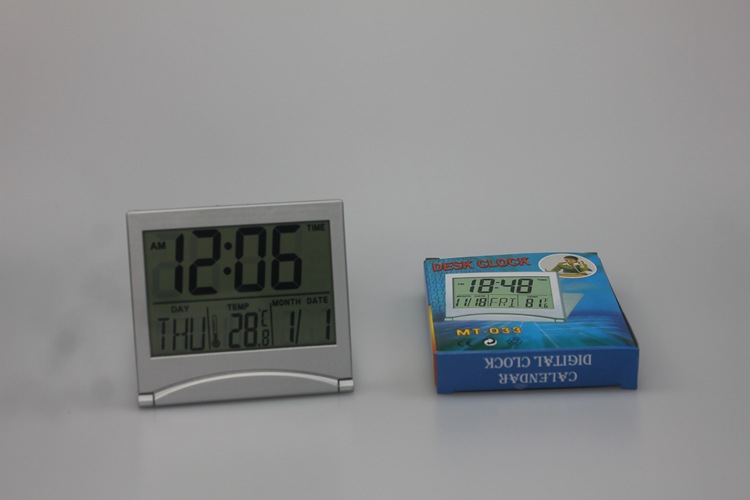 TIME
AM 12:06
DAY TEMP MONTH DATE
THU 28.8°C 1/ 1
DESK CLOCK
18:48
11/18 FRI 81
MT-033
CALENDAR
DIGITAL CLOCK